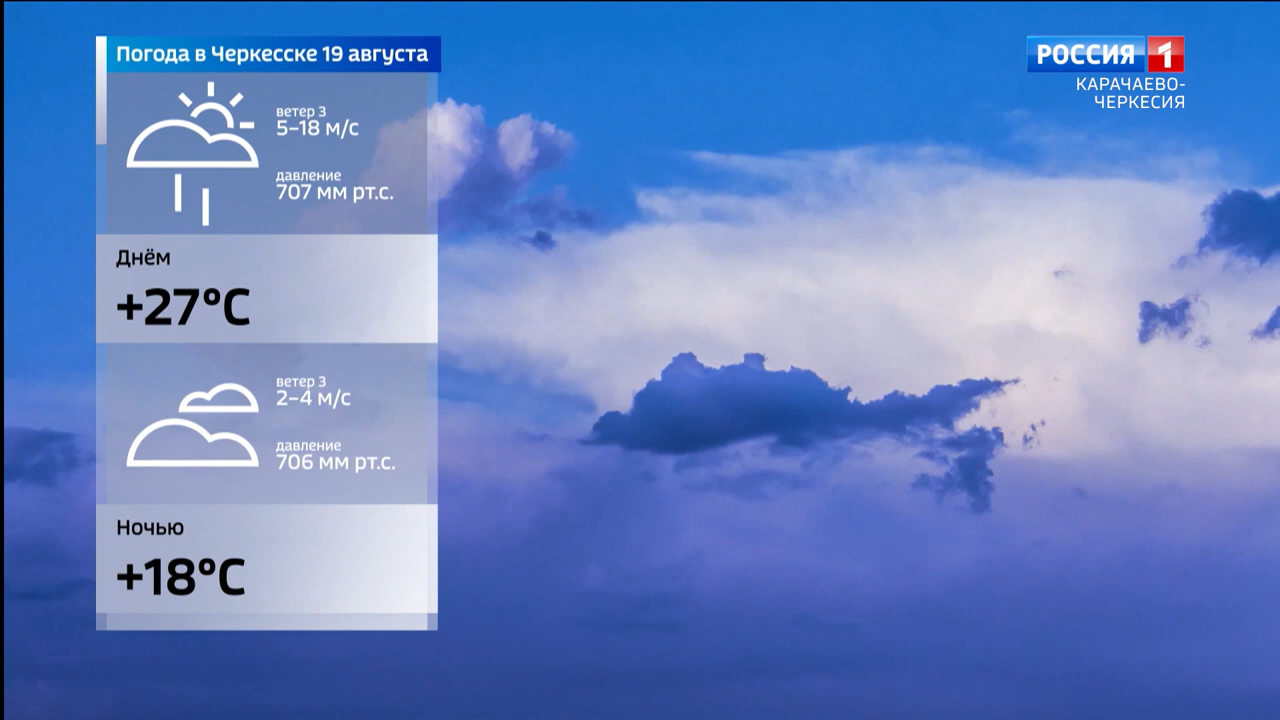 Погода в Черкесске 19 августа
ветер З
5–18 м/с
давление
707 мм рт.с.
Днём
+27°C
ветер З
2–4 м/с
давление
706 мм рт.с.
Ночью
+18°C
РОССИЯ 1
КАРАЧАЕВО-
ЧЕРКЕСИЯ